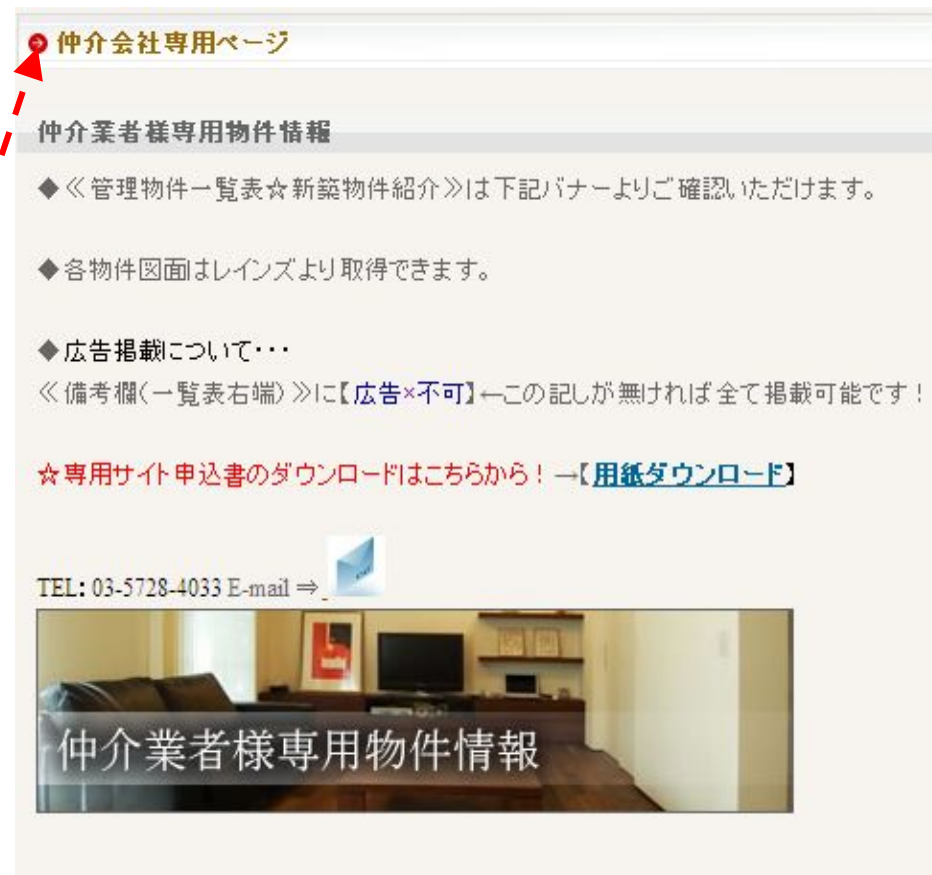 仲介会社専用ページ
仲介業者様専用物件情報
◆≪管理物件一覧表☆新築物件紹介≫は下記バナーよりご確認いただけます。
◆各物件図面はレインズより取得できます。
◆広告掲載について・・・
≪備考欄(一覧表右端)≫に【広告×不可】←この記しが無ければ全て掲載可能です!
☆専用サイト申込書のダウンロードはこちらから!→【用紙ダウンロード】
TEL: 03-5728-4033 E-mail ⇒
仲介業者様専用物件情報